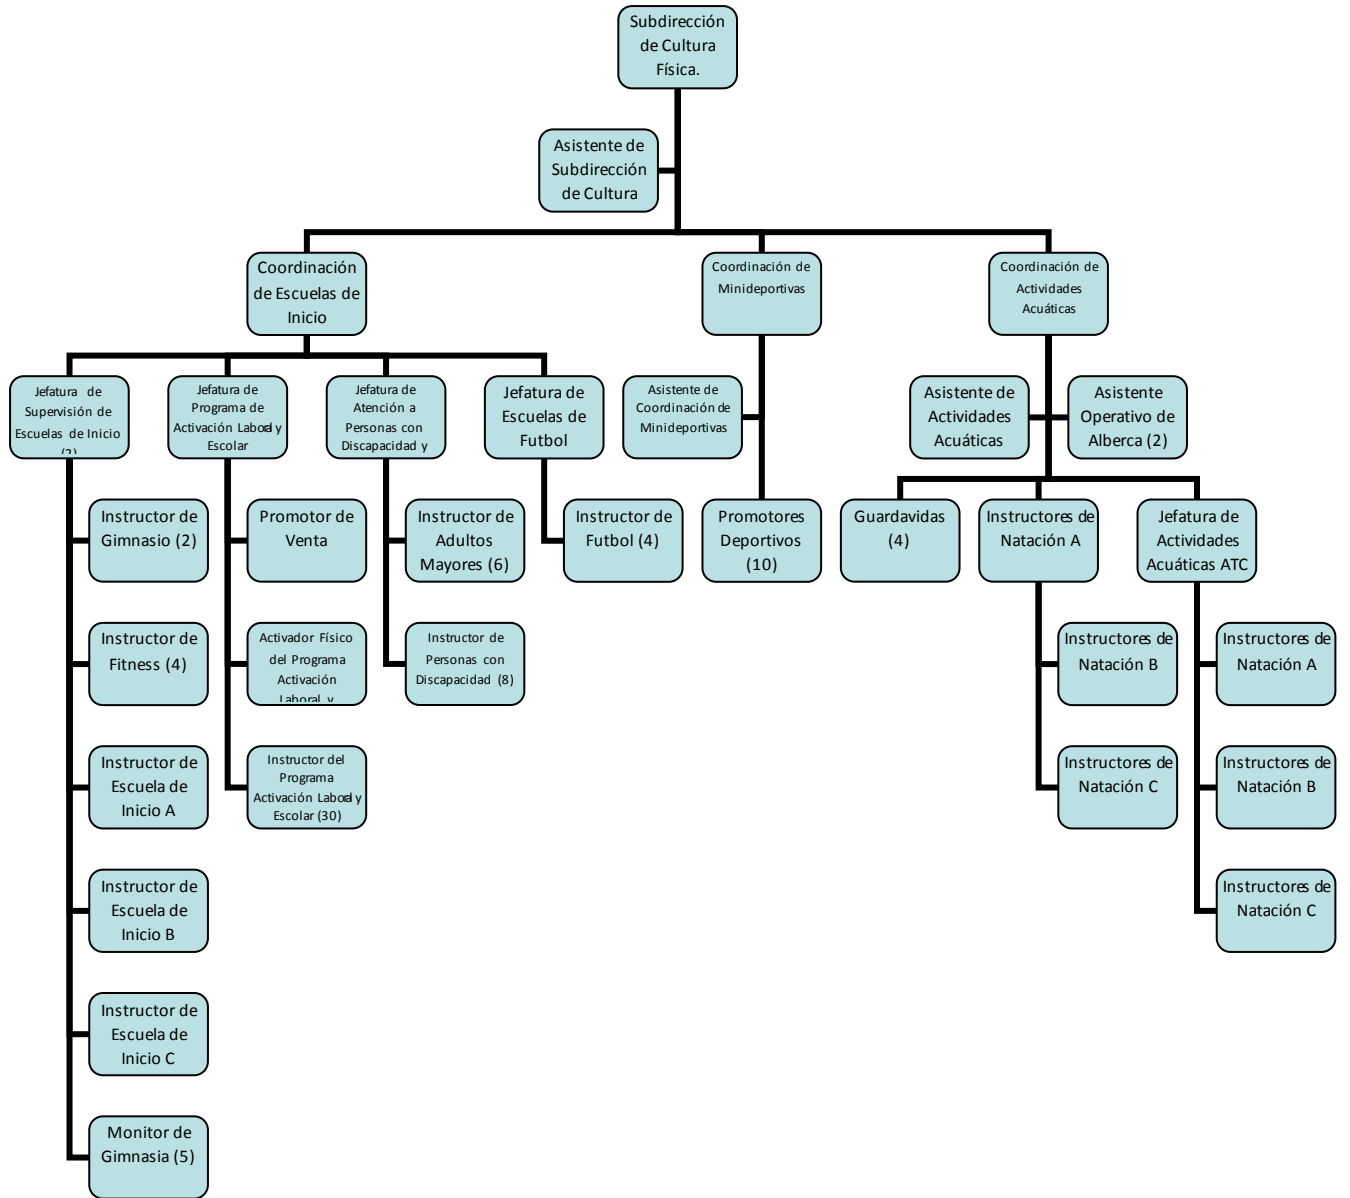 Subdirección
de Cultura
Física.
Asistente de
Subdirección
de Cultura
Coordinación
de Escuelas de
Inicio
Coordinación de
Minideportivas
Coordinación de
Actividades
Acuáticas
Jefatura de
Supervisión de
Escuelas de Inicio
(2)
Jefatura de
Programa de
Activación Laboral y
Escolar
Jefatura de
Atención a
Personas con
Discapacidad y
Jefatura de
Escuelas de
Futbol
Asistente de
Coordinación de
Minideportivas
Asistente de
Actividades
Acuáticas
Asistente
Operativo de
Alberca (2)
Instructor de
Gimnasio (2)
Promotor de
Venta
Instructor de
Adultos
Mayores (6)
Instructor de
Futbol (4)
Promotores
Deportivos
(10)
Guardavidas
(4)
Instructores de
Natación A
Jefatura de
Actividades
Acuáticas ATC
Instructor de
Fitness (4)
Activador Físico
del Programa
Activación
Laboral y
Instructor de
Personas con
Discapacidad (8)
Instructores de
Natación B
Instructores de
Natación A
Instructor de
Escuela de
Inicio A
Instructor del
Programa
Activación Laboral y
Escolar (30)
Instructores de
Natación C
Instructores de
Natación B
Instructor de
Escuela de
Inicio B
Instructores de
Natación C
Instructor de
Escuela de
Inicio C
Monitor de
Gimnasia (5)